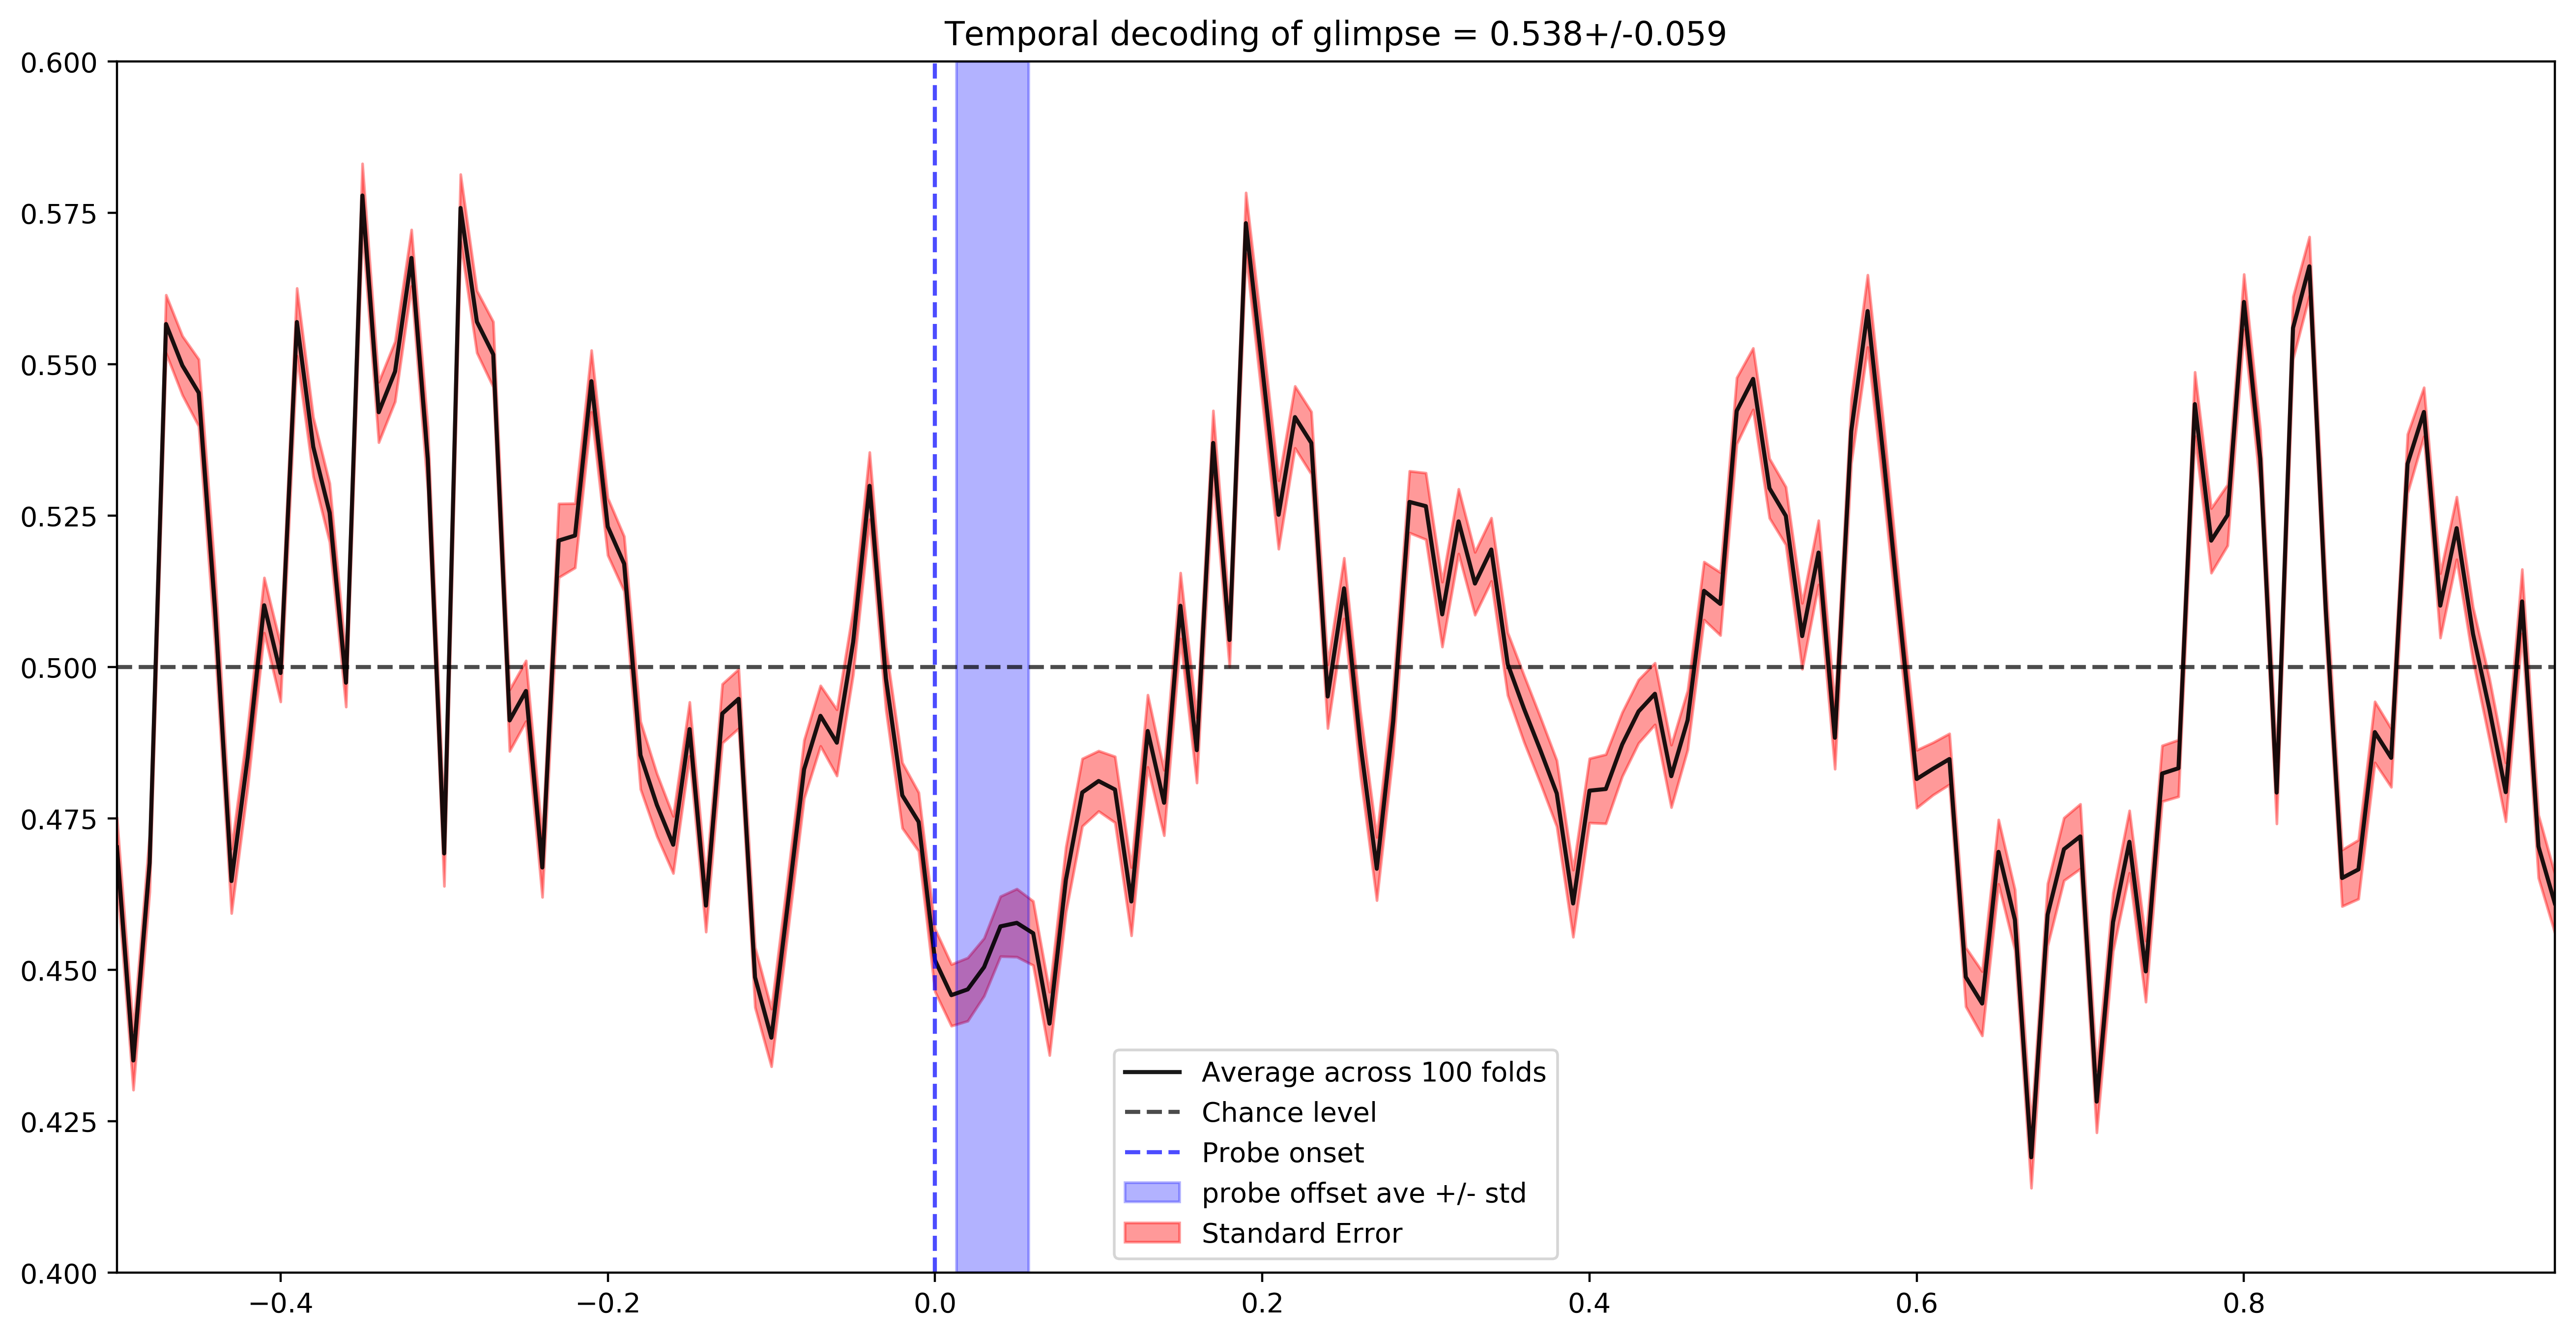 Temporal decoding of glimpse = 0.538+/-0.059
0.600
0.575
0.550
0.525
0.500
0.475
0.450
0.425
0.400
Average across 100 folds
Chance level
Probe onset
probe offset ave +/- std
Standard Error
−0.4 −0.2 0.0 0.2 0.4 0.6 0.8